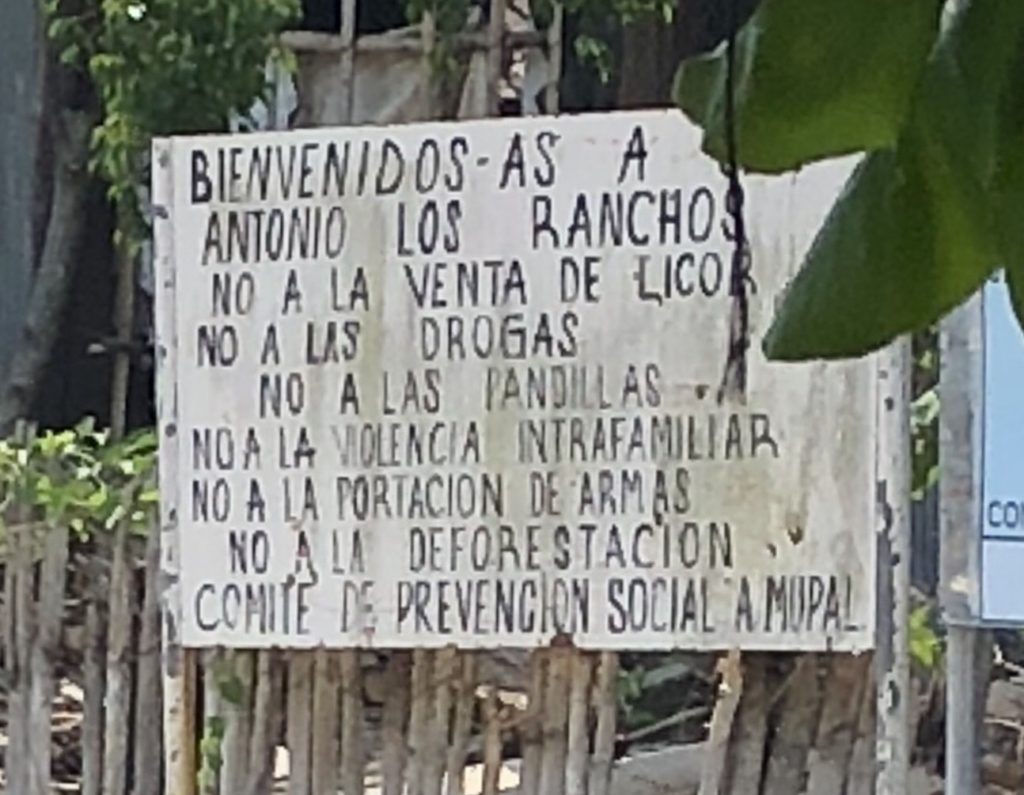 BIENVENIDOS-AS A
ANTONIO LOS RANCHOS
NO A LA VENTA DE LICOR
NO A LAS DROGAS
NO A LAS PANDILLAS
NO A LA VIOLENCIA INTRAFAMILIAR
NO A LA PORTACION DE ARMAS
NO A LA DEFORESTACION
COMITE DE PREVENCION SOCIAL A.MUPAL